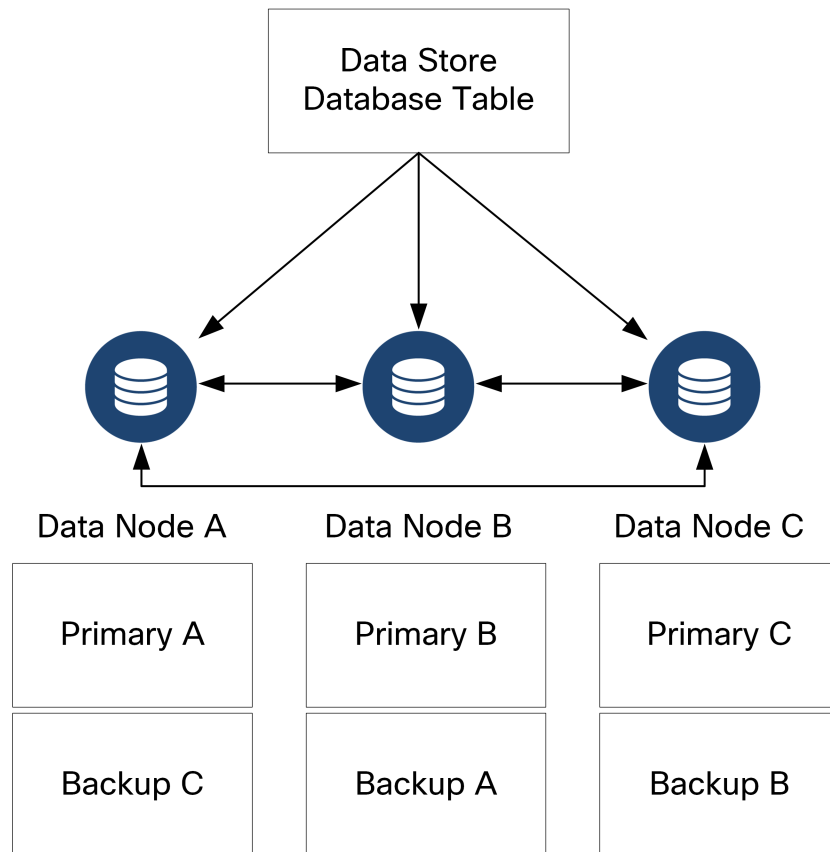 Data Store
Database Table
Data Node A
Data Node B
Data Node C
Primary A
Primary B
Primary C
Backup C
Backup A
Backup B